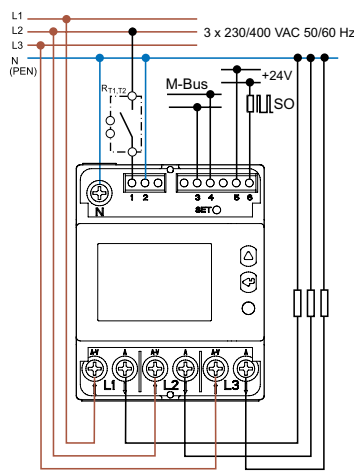 L1
L2
3 x 230/400 VAC 50/60 Hz
L3
N
(PEN)
RT1,T2
M-Bus
+24V
SO
N
1 2 3 4 5 6
SET
A-V A A-V A A-V A
L1 L2 L3